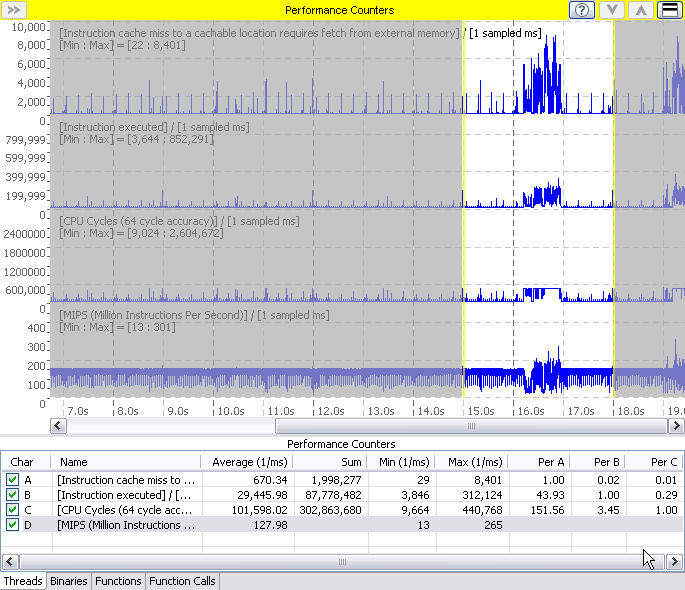 Performance Counters
10,000
8,000
6,000
4,000
2,000
0
[Instruction cache miss to a cachable location requires fetch from external memory] / [1 sampled ms]
[Min : Max] = [22 : 8,401]
799,999
599,999
399,999
199,999
0
[Instruction executed] / [1 sampled ms]
[Min : Max] = [3,644 : 852,291]
2400000
1800000
1200000
600,000
0
[CPU Cycles (64 cycle accuracy)] / [1 sampled ms]
[Min : Max] = [9,024 : 2,604,672]
400
300
200
100
0
[MIPS (Million Instructions Per Second)] / [1 sampled ms]
[Min : Max] = [13 : 301]
7.0s 8.0s 9.0s 10.0s 11.0s 12.0s 13.0s 14.0s 15.0s 16.0s 17.0s 18.0s 19.0
Performance Counters
Char Name Average (1/ms) Sum Min (1/ms) Max (1/ms) Per A Per B Per C
A [Instruction cache miss to ... 670.34 1,998,277 29 8,401 1.00 0.02 0.01
B [Instruction executed] / [... 29,445.98 87,778,482 3,846 312,124 43.93 1.00 0.29
C [CPU Cycles (64 cycle acc... 101,598.02 302,863,680 9,664 440,768 151.56 3.45 1.00
D [MIPS (Million Instructions ... 127.98 13 265
Threads Binaries Functions Function Calls